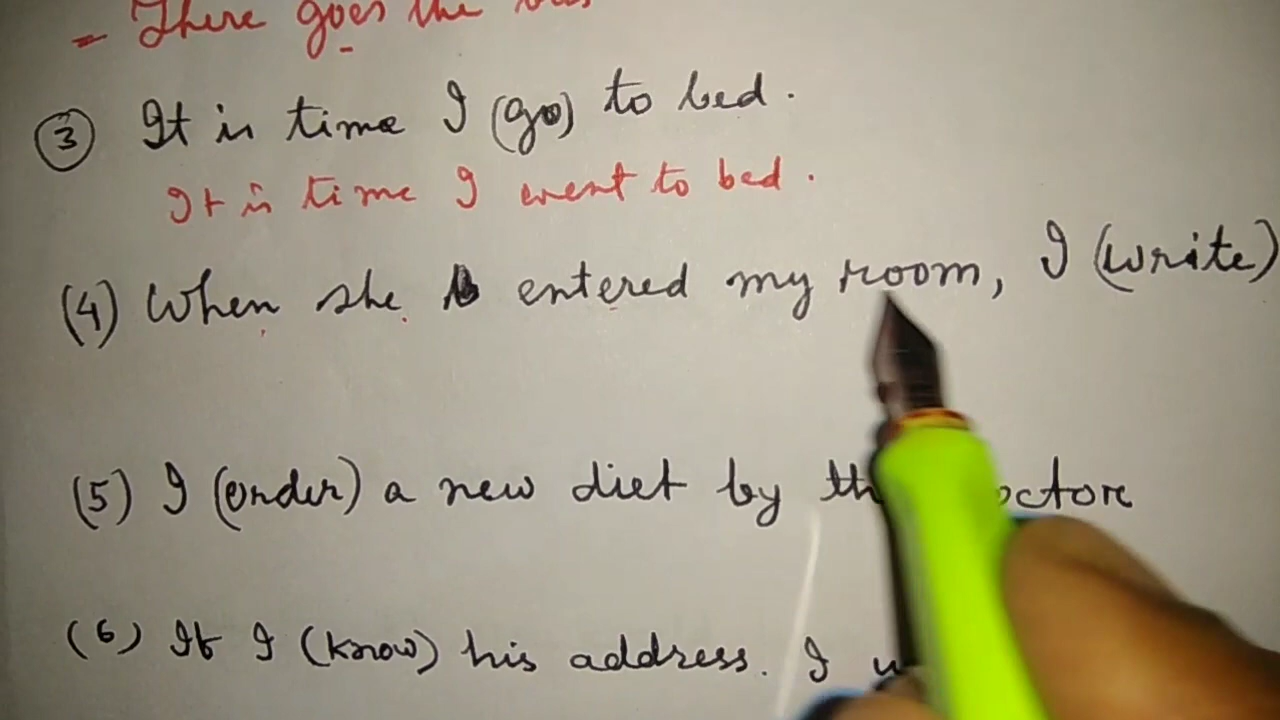 - There goes the
③ It is time I (go) to bed.
It is time I went to bed.
(4) When she entered my room, I (write)
(5) I (order) a new diet by
(6) If I (know) his address. I